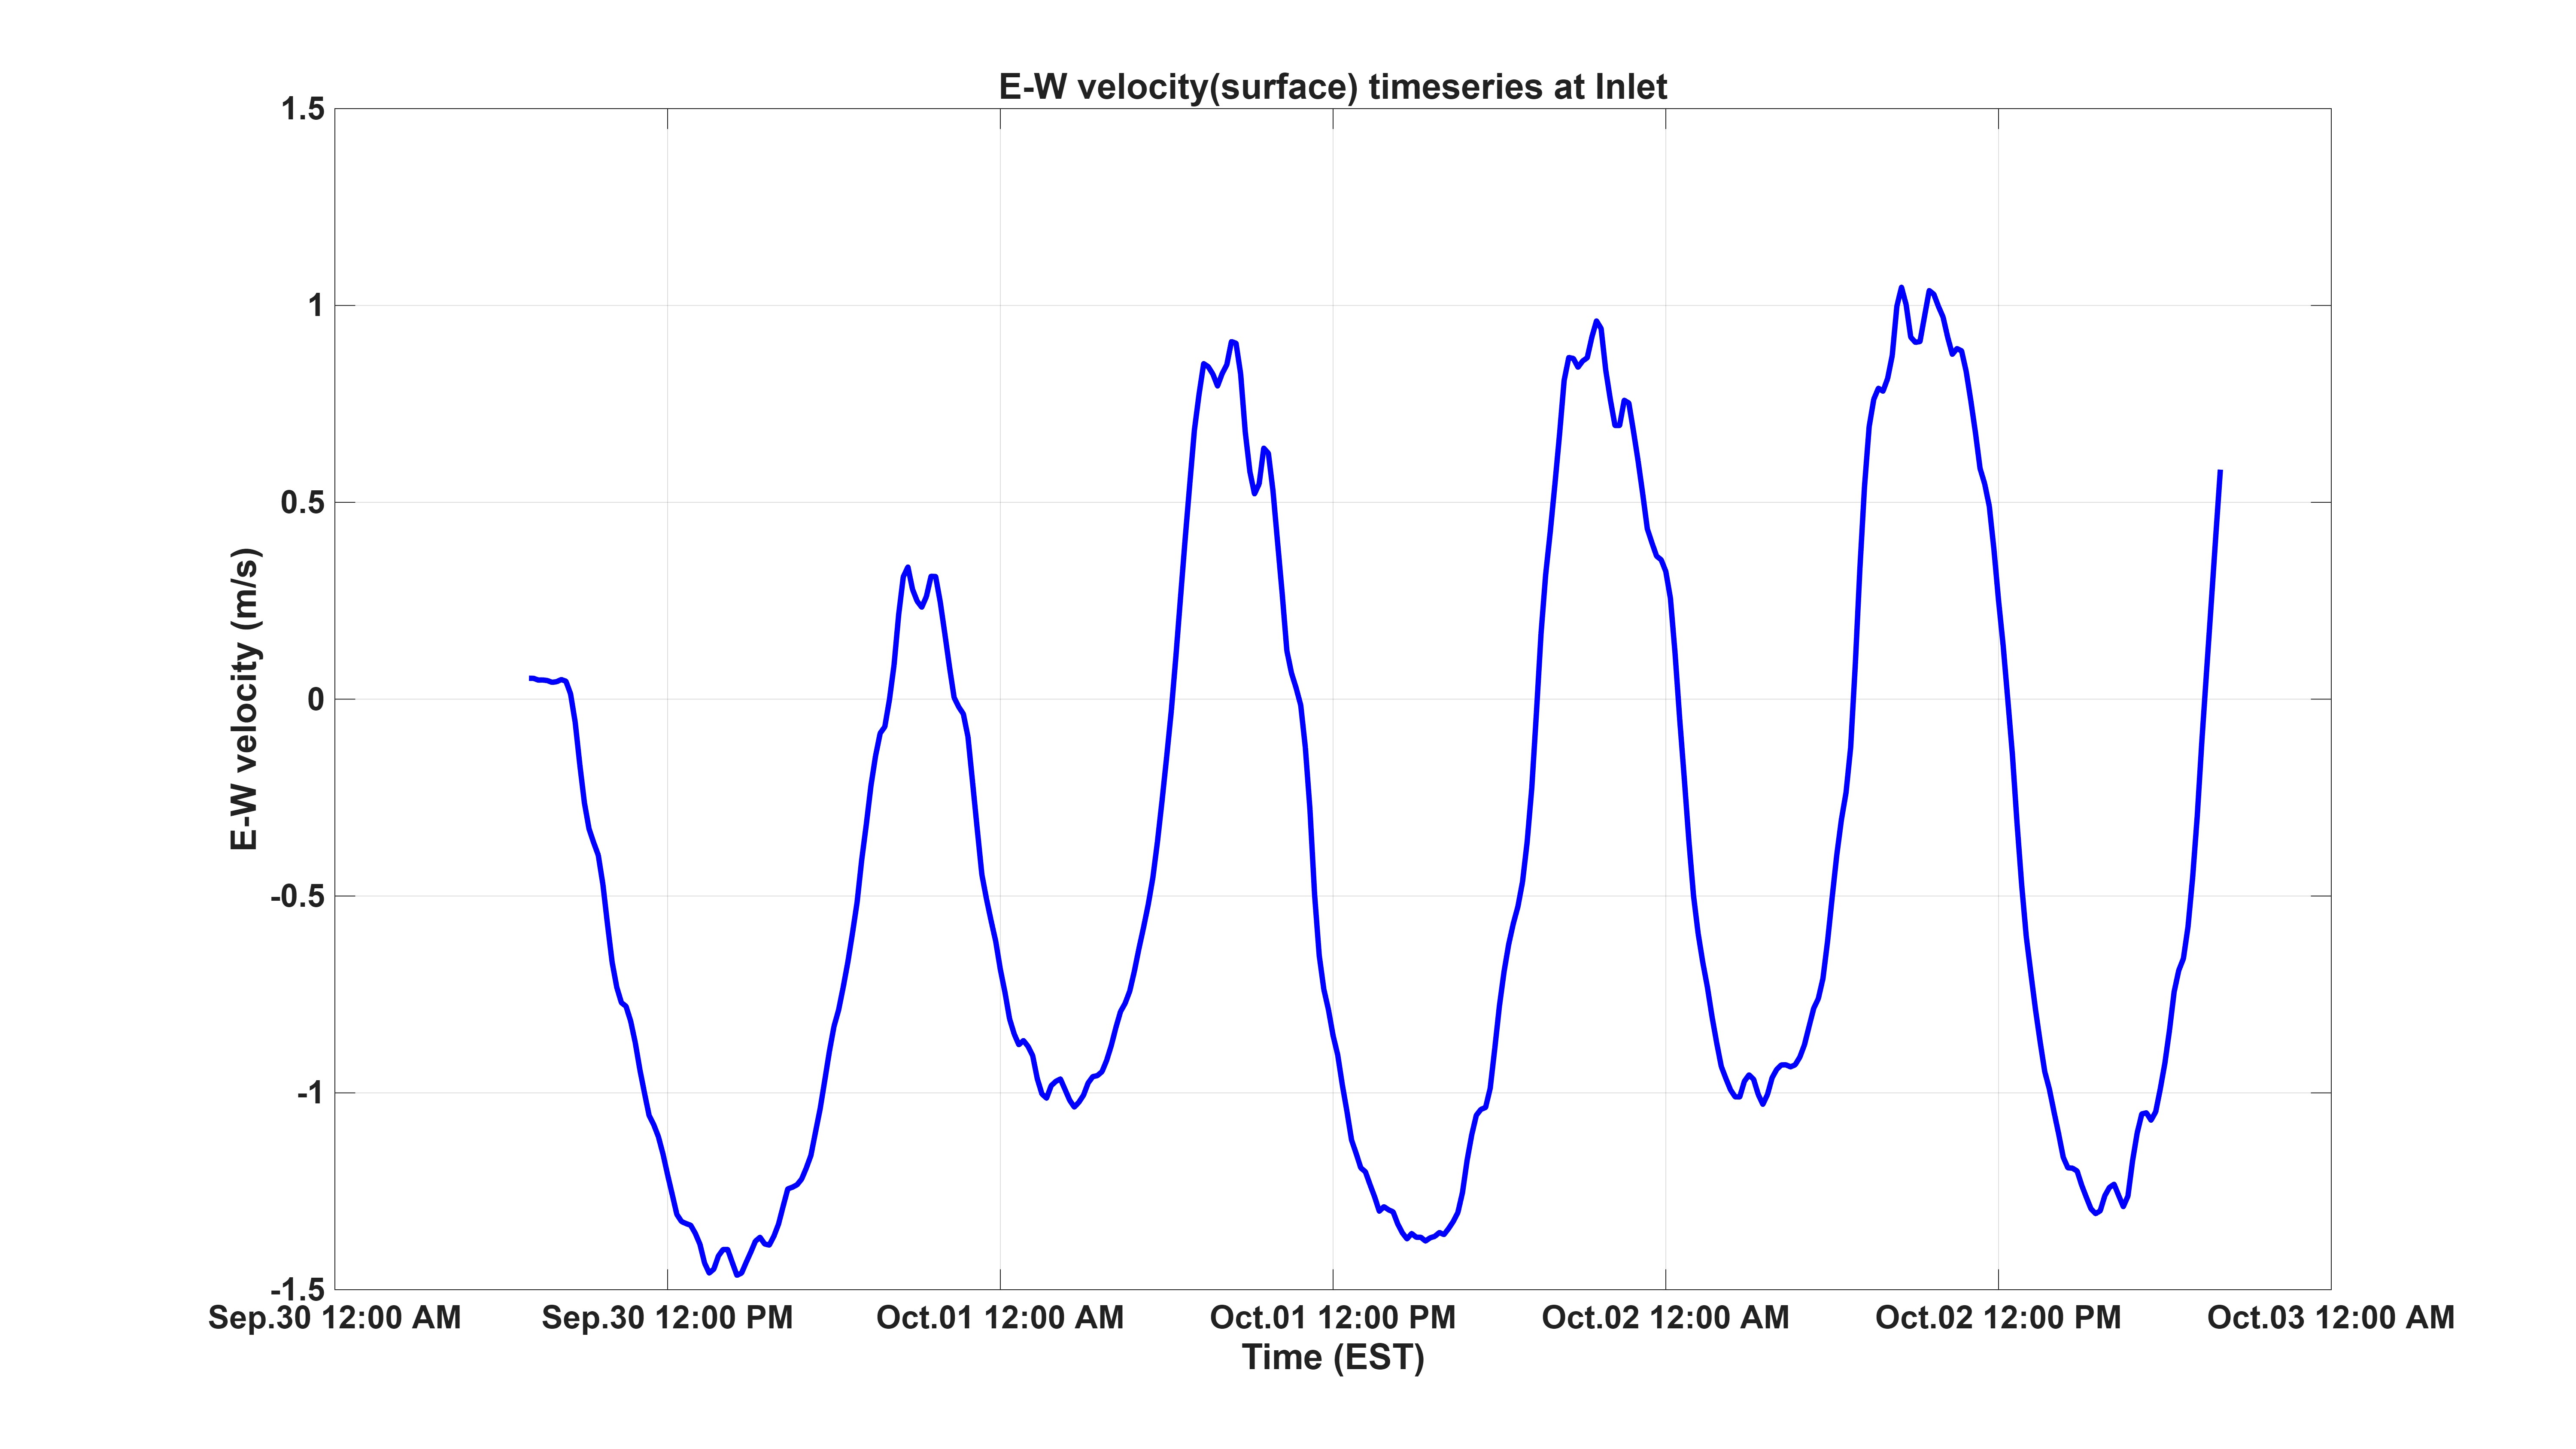 E-W velocity(surface) timeseries at Inlet
1.5
1
0.5
0
-0.5
-1
-1.5
E-W velocity (m/s)
Sep.30 12:00 AM
Sep.30 12:00 PM
Oct.01 12:00 AM
Oct.01 12:00 PM
Oct.02 12:00 AM
Oct.02 12:00 PM
Oct.03 12:00 AM
Time (EST)